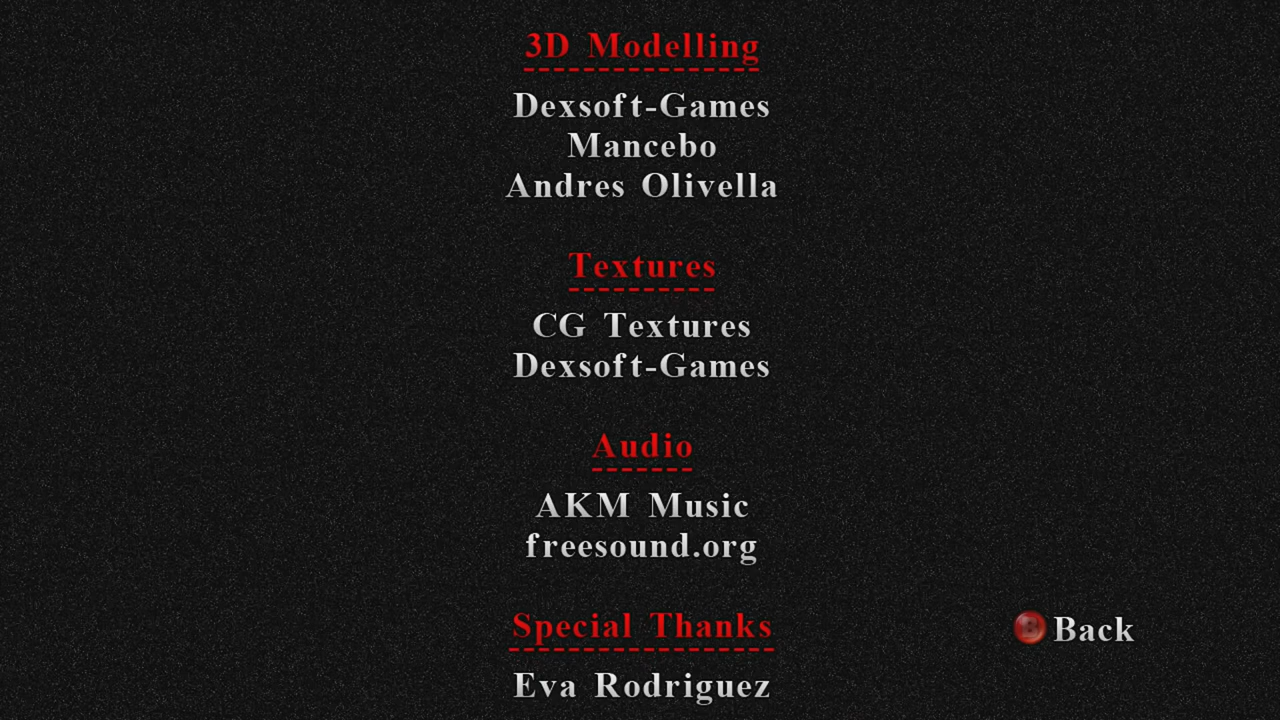 3D Modelling
Dexsoft-Games
Mancebo
Andres Olivella
Textures
CG Textures
Dexsoft-Games
Audio
AKM Music
freesound.org
Special Thanks
B Back
Eva Rodriguez